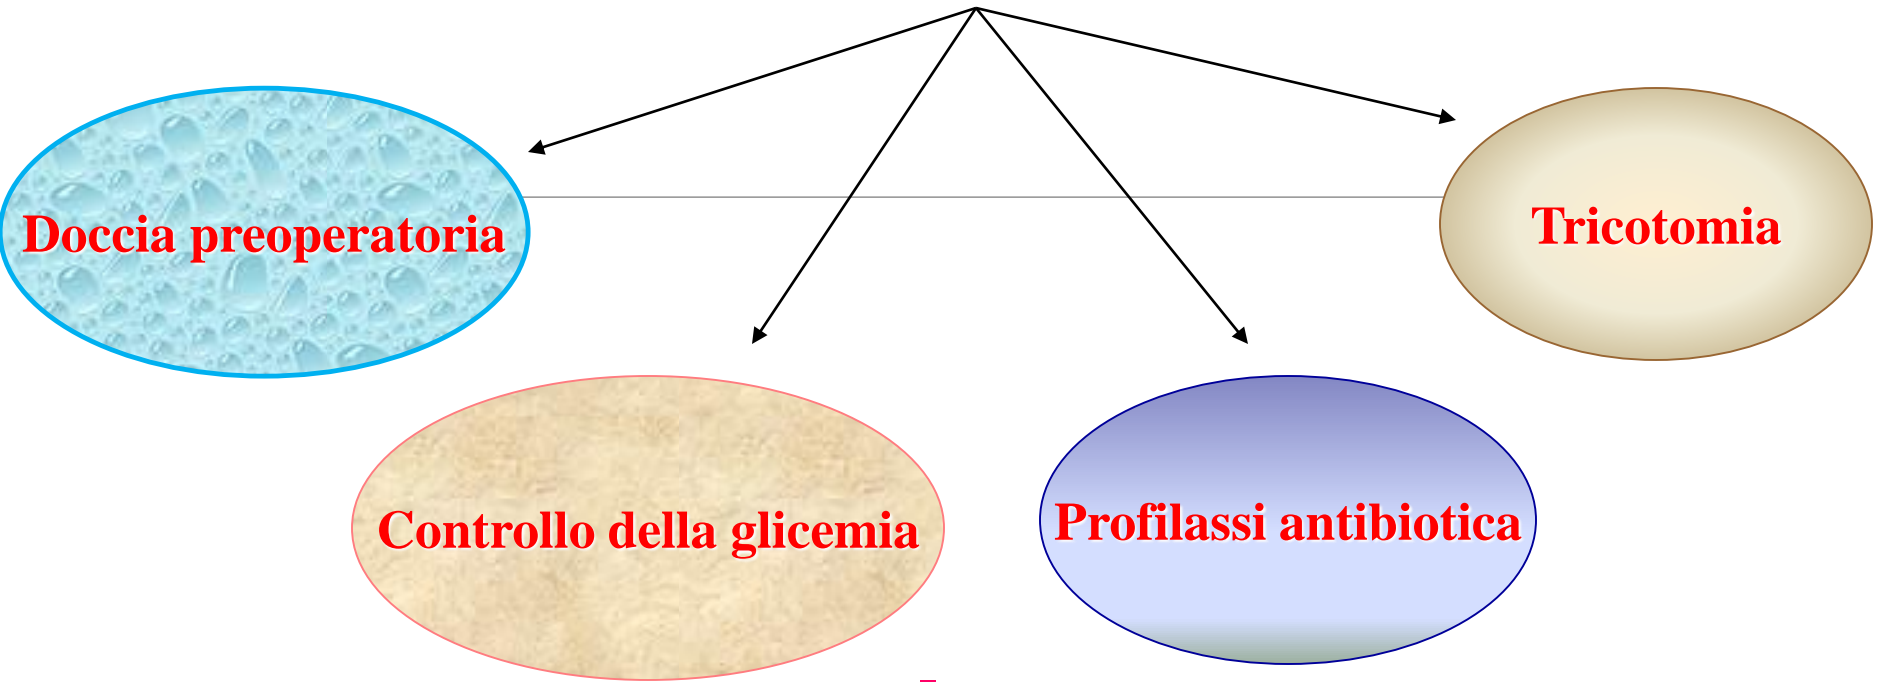 Doccia preoperatoria
Tricotomia
Controllo della glicemia
Profilassi antibiotica